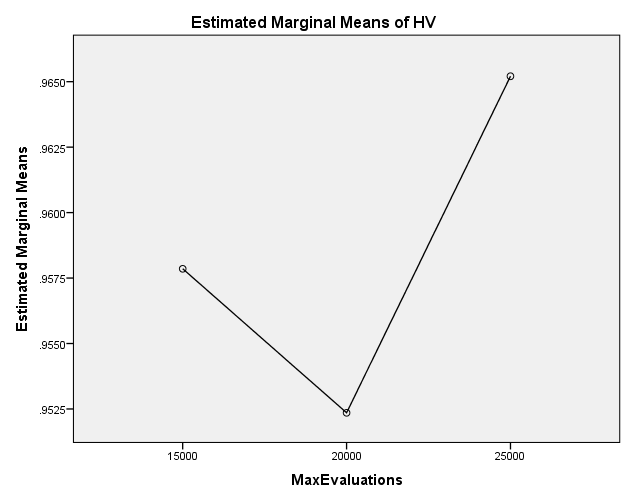 Estimated Marginal Means of HV
Estimated Marginal Means
.9650
.9625
.9600
.9575
.9550
.9525
15000 20000 25000
MaxEvaluations